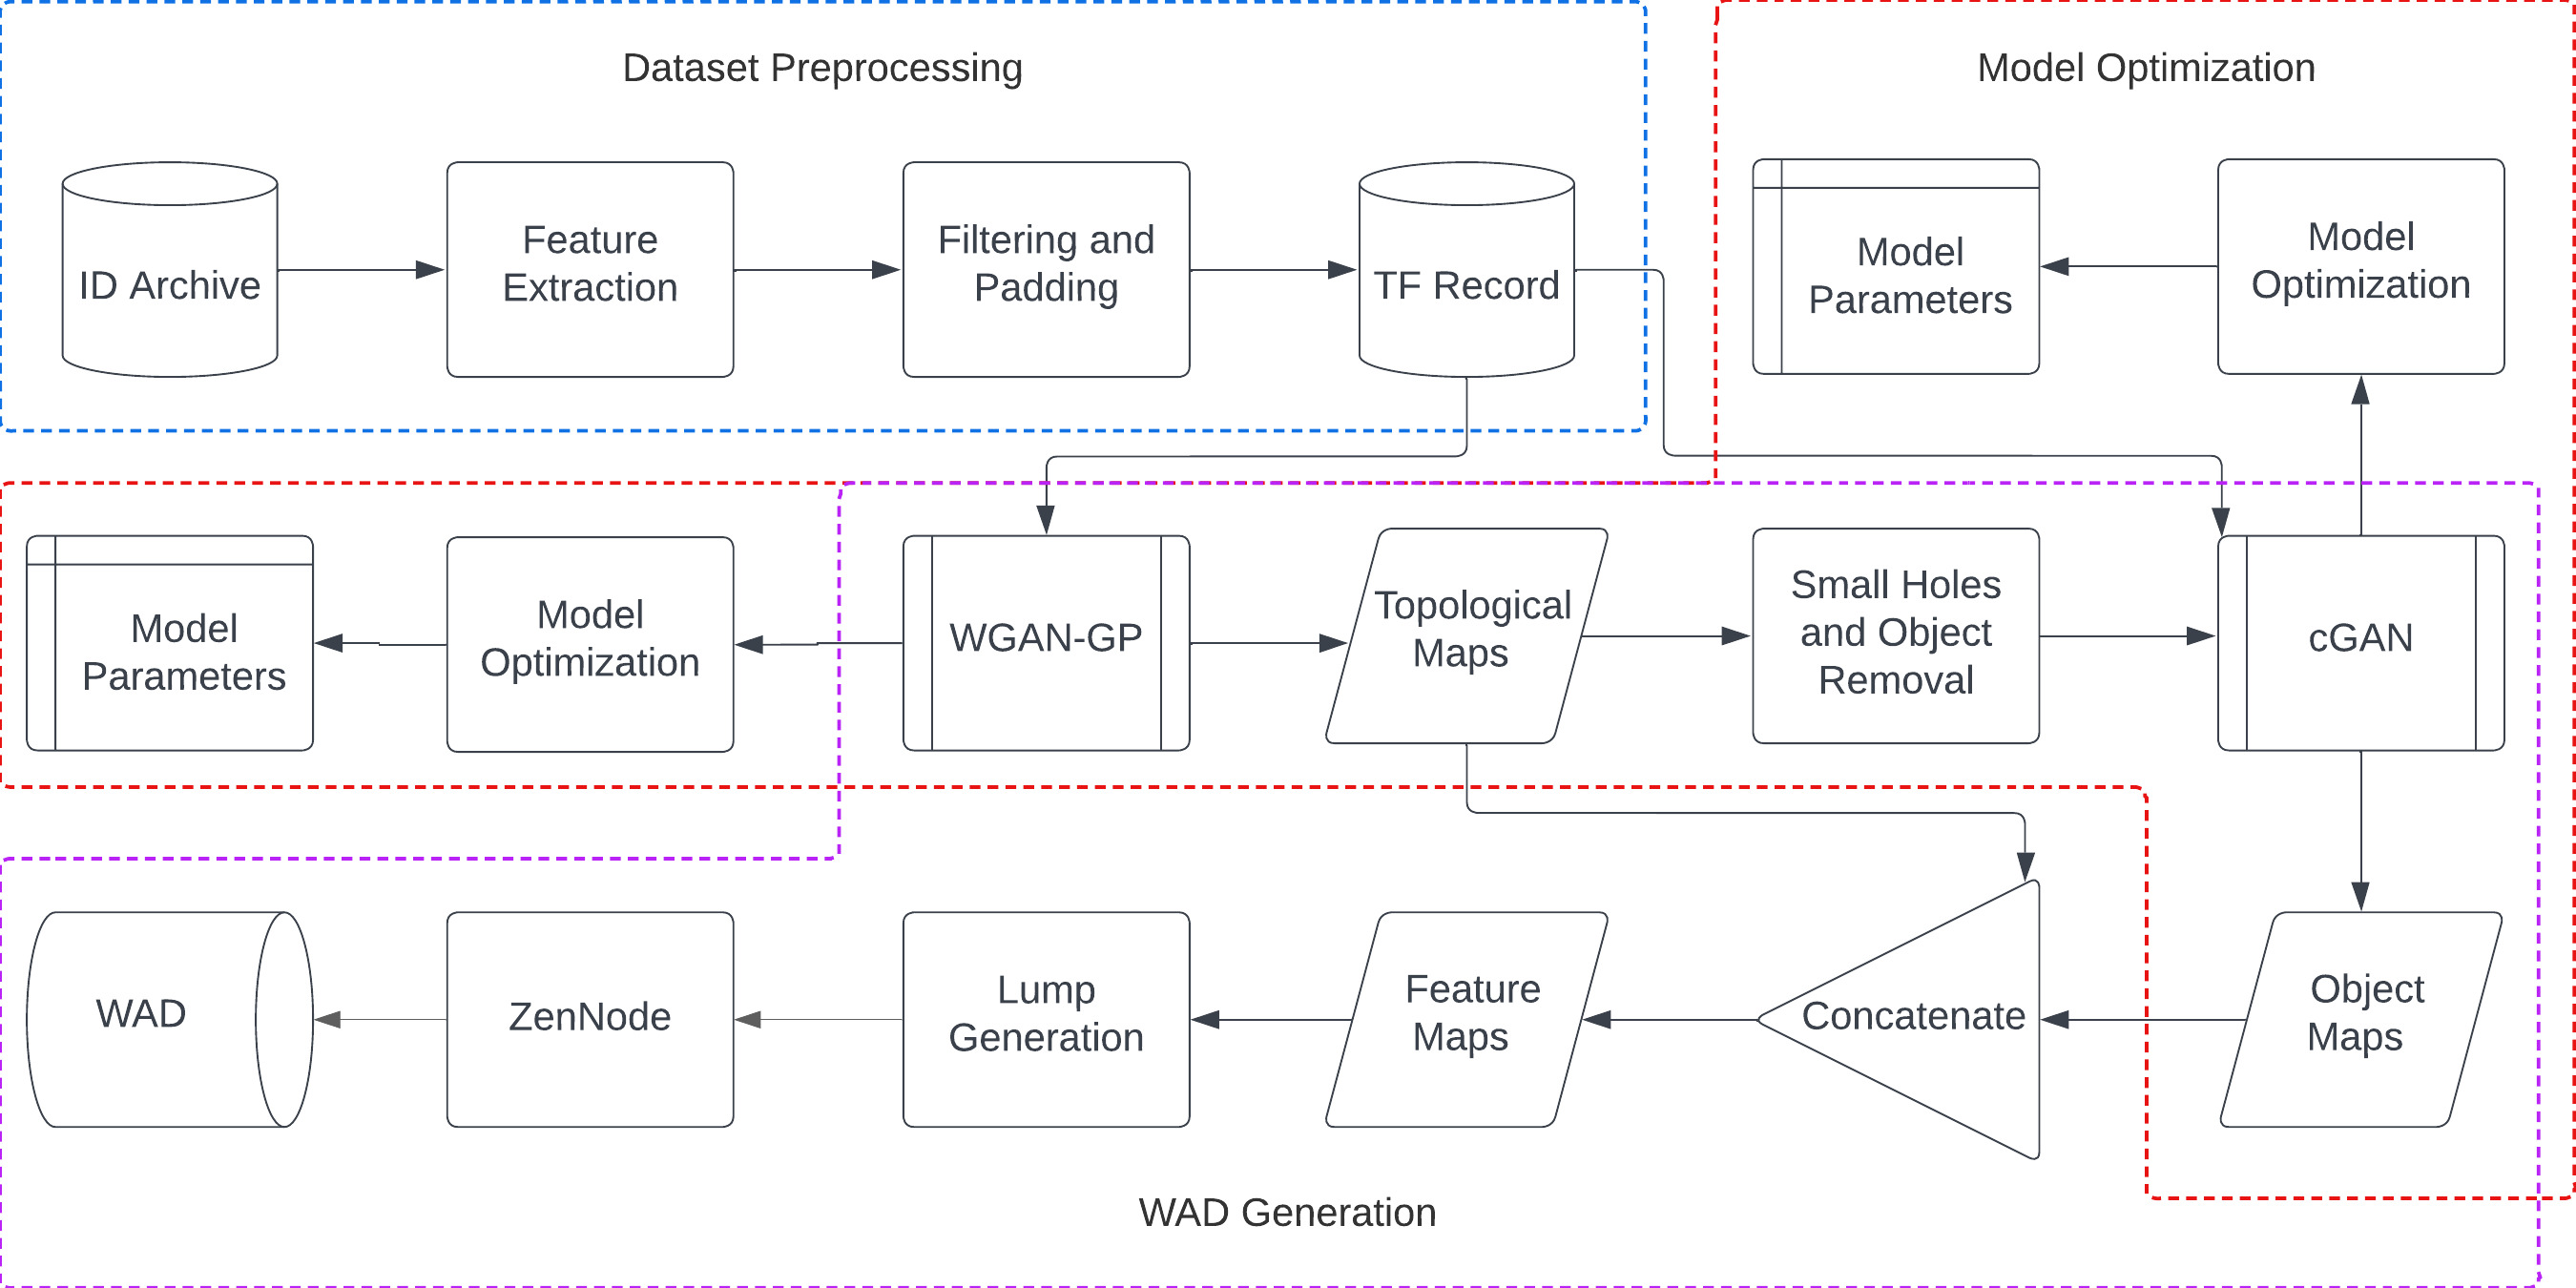 Dataset Preprocessing
Model Optimization
ID Archive
Feature
Extraction
Filtering and
Padding
TF Record
Model
Parameters
Model
Optimization
Model
Parameters
Model
Optimization
WGAN-GP
Topological
Maps
Small Holes
and Object
Removal
cGAN
WAD
ZenNode
Lump
Generation
Feature
Maps
Concatenate
Object
Maps
WAD Generation